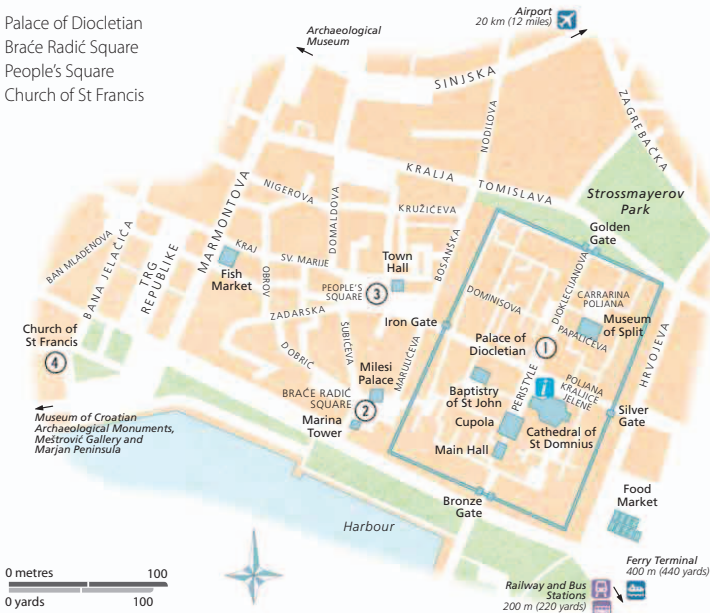 Palace of Diocletian
Braće Radić Square
People's Square
Church of St Francis
Airport
20 km (12 miles)
Archaeological
Museum
SINJSKA
ZAGREBAČKA
NODILOVA
KRALJA TOMISLAVA
Strossmayerov
Park
MARMONTOVA
NIGEROVA
DOMALDOVA
KRUŽIĆEVA
Golden
Gate
BAN MLADENOVA
BANA JELAČIĆA
TRG
REPUBLIKE
KRAJ
Fish
Market
OBROV
SV. MARIJE
Town
Hall
BOSANSKA
PEOPLE'S
SQUARE
3
DOMINISOVA
DIOKLECIJANOVA
CARRARINA
POLJANA
Museum
of Split
PAPALIĆEVA
HRVOJEVA
ZADARSKA
Iron Gate
Palace of
Diocletian
1
Church of
St Francis
4
DOBRIĆ
ŠUBIĆEVA
MARULIĆEVA
Milesi
Palace
BRAĆE RADIĆ
SQUARE
2
Marina
Tower
Baptistry
of St John
PERISTYLE
i
POLJANA
KRALJICE
JELENE
Silver
Gate
Cupola
Cathedral of
St Domnius
Main Hall
Museum of Croatian
Archaeological Monuments,
Meštrović Gallery and
Marjan Peninsula
Bronze
Gate
Food
Market
Harbour
0 metres 100
0 yards 100
Ferry Terminal
400 m (440 yards)
Railway and Bus
Stations
200 m (220 yards)